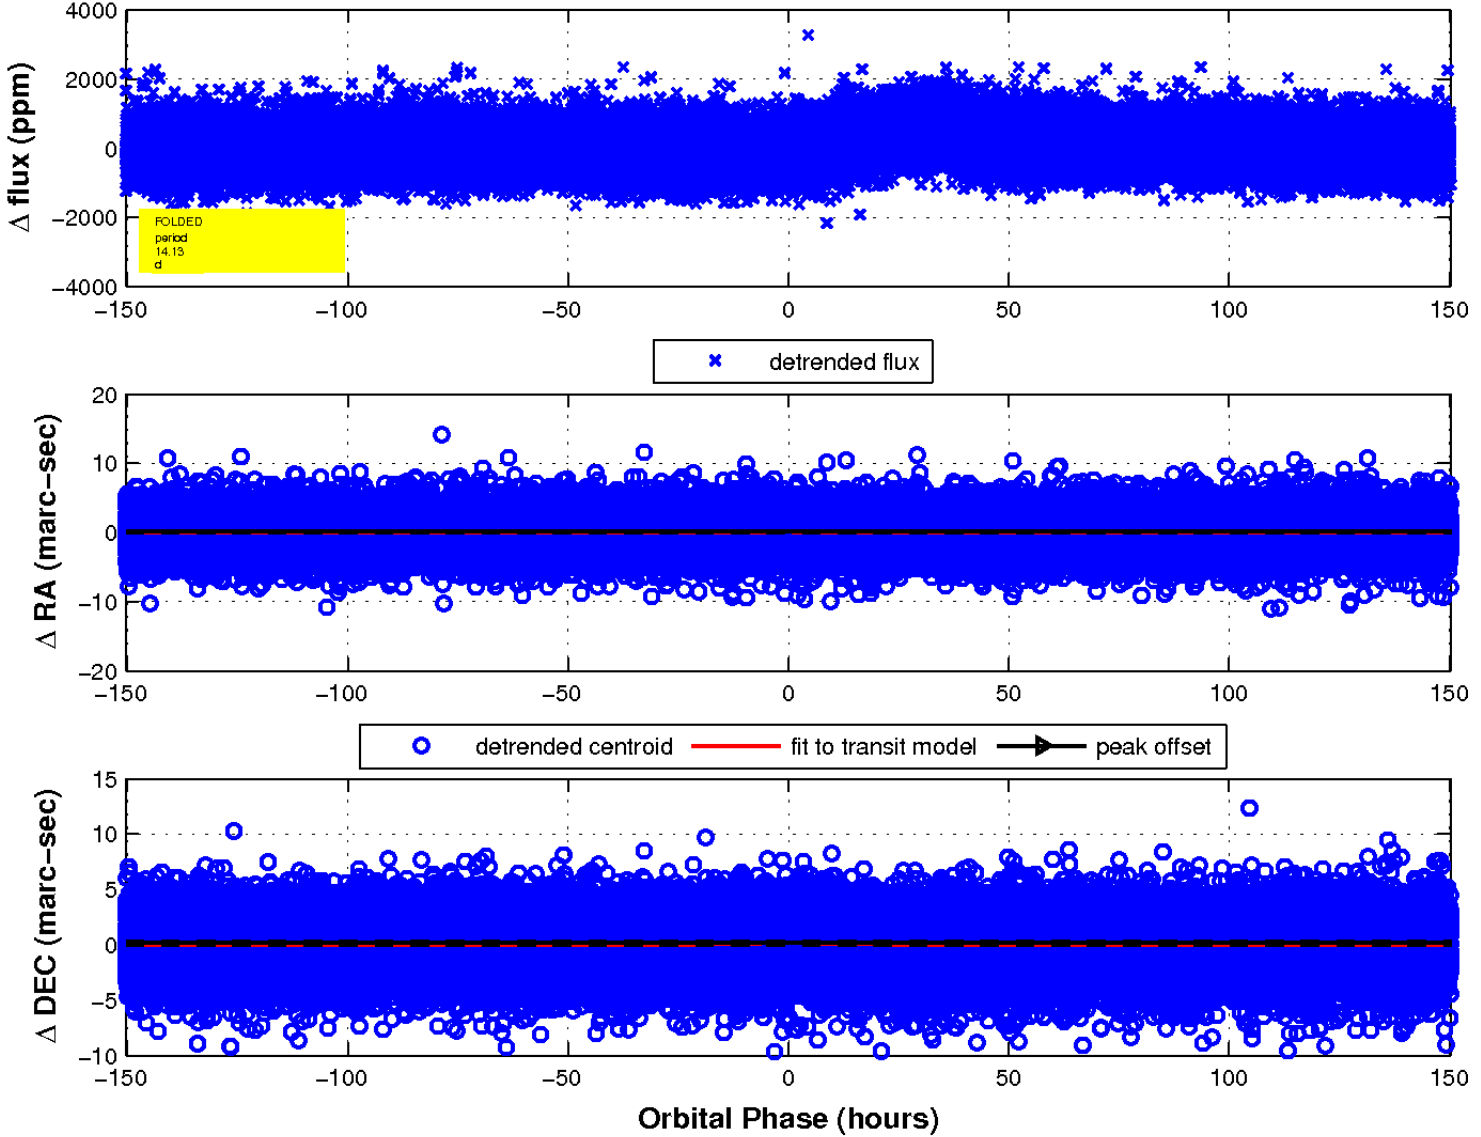 Δ flux (ppm)
4000
2000
0
−2000
−4000
FOLDED
period
14.13
d
−150 −100 −50 0 50 100 150
detrended flux
Δ RA (marc−sec)
20
10
0
−10
−20
−150 −100 −50 0 50 100 150
detrended centroid fit to transit model peak offset
Δ DEC (marc−sec)
15
10
5
0
−5
−10
−150 −100 −50 0 50 100 150
Orbital Phase (hours)